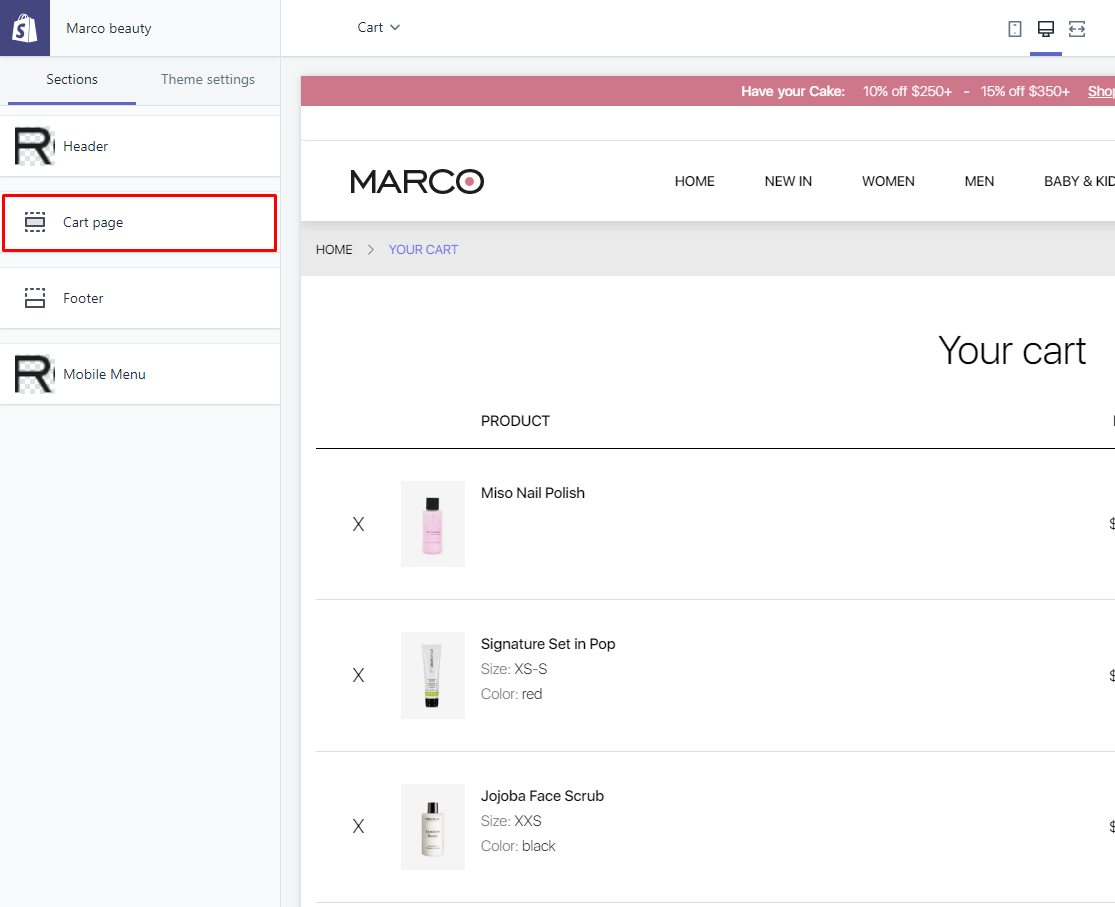 Marco beauty
Cart
Sections
Theme settings
Header
Cart page
Footer
Mobile Menu
Have your Cake: 10% off $250+ - 15% off $350+ Shop
MARCO
HOME NEW IN WOMEN MEN BABY & KID
HOME > YOUR CART
Your cart
PRODUCT
X Miso Nail Polish $
X Signature Set in Pop $
Size: XS-S
Color: red
X Jojoba Face Scrub $
Size: XXS
Color: black